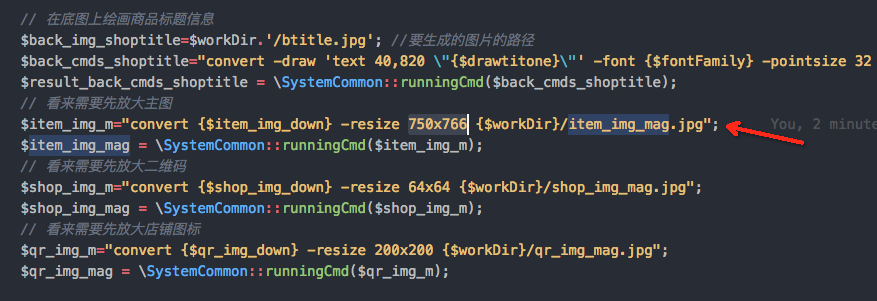 // 在底图上绘画商品标题信息
$back_img_shoptitle=$workDir.'/btitle.jpg'; //要生成的图片的路径
$back_cmds_shoptitle="convert -draw 'text 40,820 \"{$drawtitone}\"' -font {$fontFamily} -pointsize 32
$result_back_cmds_shoptitle = \SystemCommon::runningCmd($back_cmds_shoptitle);
// 看来需要先放大主图
$item_img_m="convert {$item_img_down} -resize 750x766 {$workDir}/item_img_mag.jpg"; You, 2 minute
$item_img_mag = \SystemCommon::runningCmd($item_img_m);
// 看来需要先放大二维码
$shop_img_m="convert {$shop_img_down} -resize 64x64 {$workDir}/shop_img_mag.jpg";
$shop_img_mag = \SystemCommon::runningCmd($shop_img_m);
// 看来需要先放大店铺图标
$qr_img_m="convert {$qr_img_down} -resize 200x200 {$workDir}/qr_img_mag.jpg";
$qr_img_mag = \SystemCommon::runningCmd($qr_img_m);